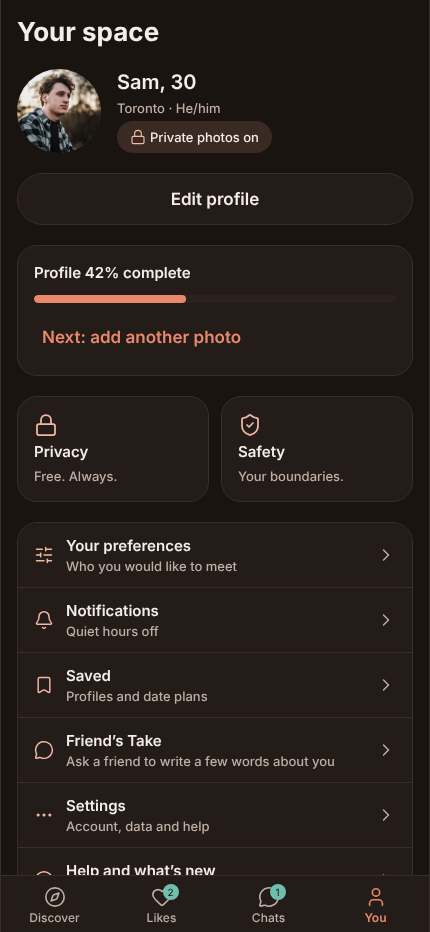 Your space
Sam, 30
Toronto · He/him
Private photos on
Edit profile
Profile 42% complete
Next: add another photo
Privacy
Free. Always.
Safety
Your boundaries.
Your preferences
Who you would like to meet
Notifications
Quiet hours off
Saved
Profiles and date plans
Friend’s Take
Ask a friend to write a few words about you
Settings
Account, data and help
Help and what’s new
2
1
Discover
Likes
Chats
You